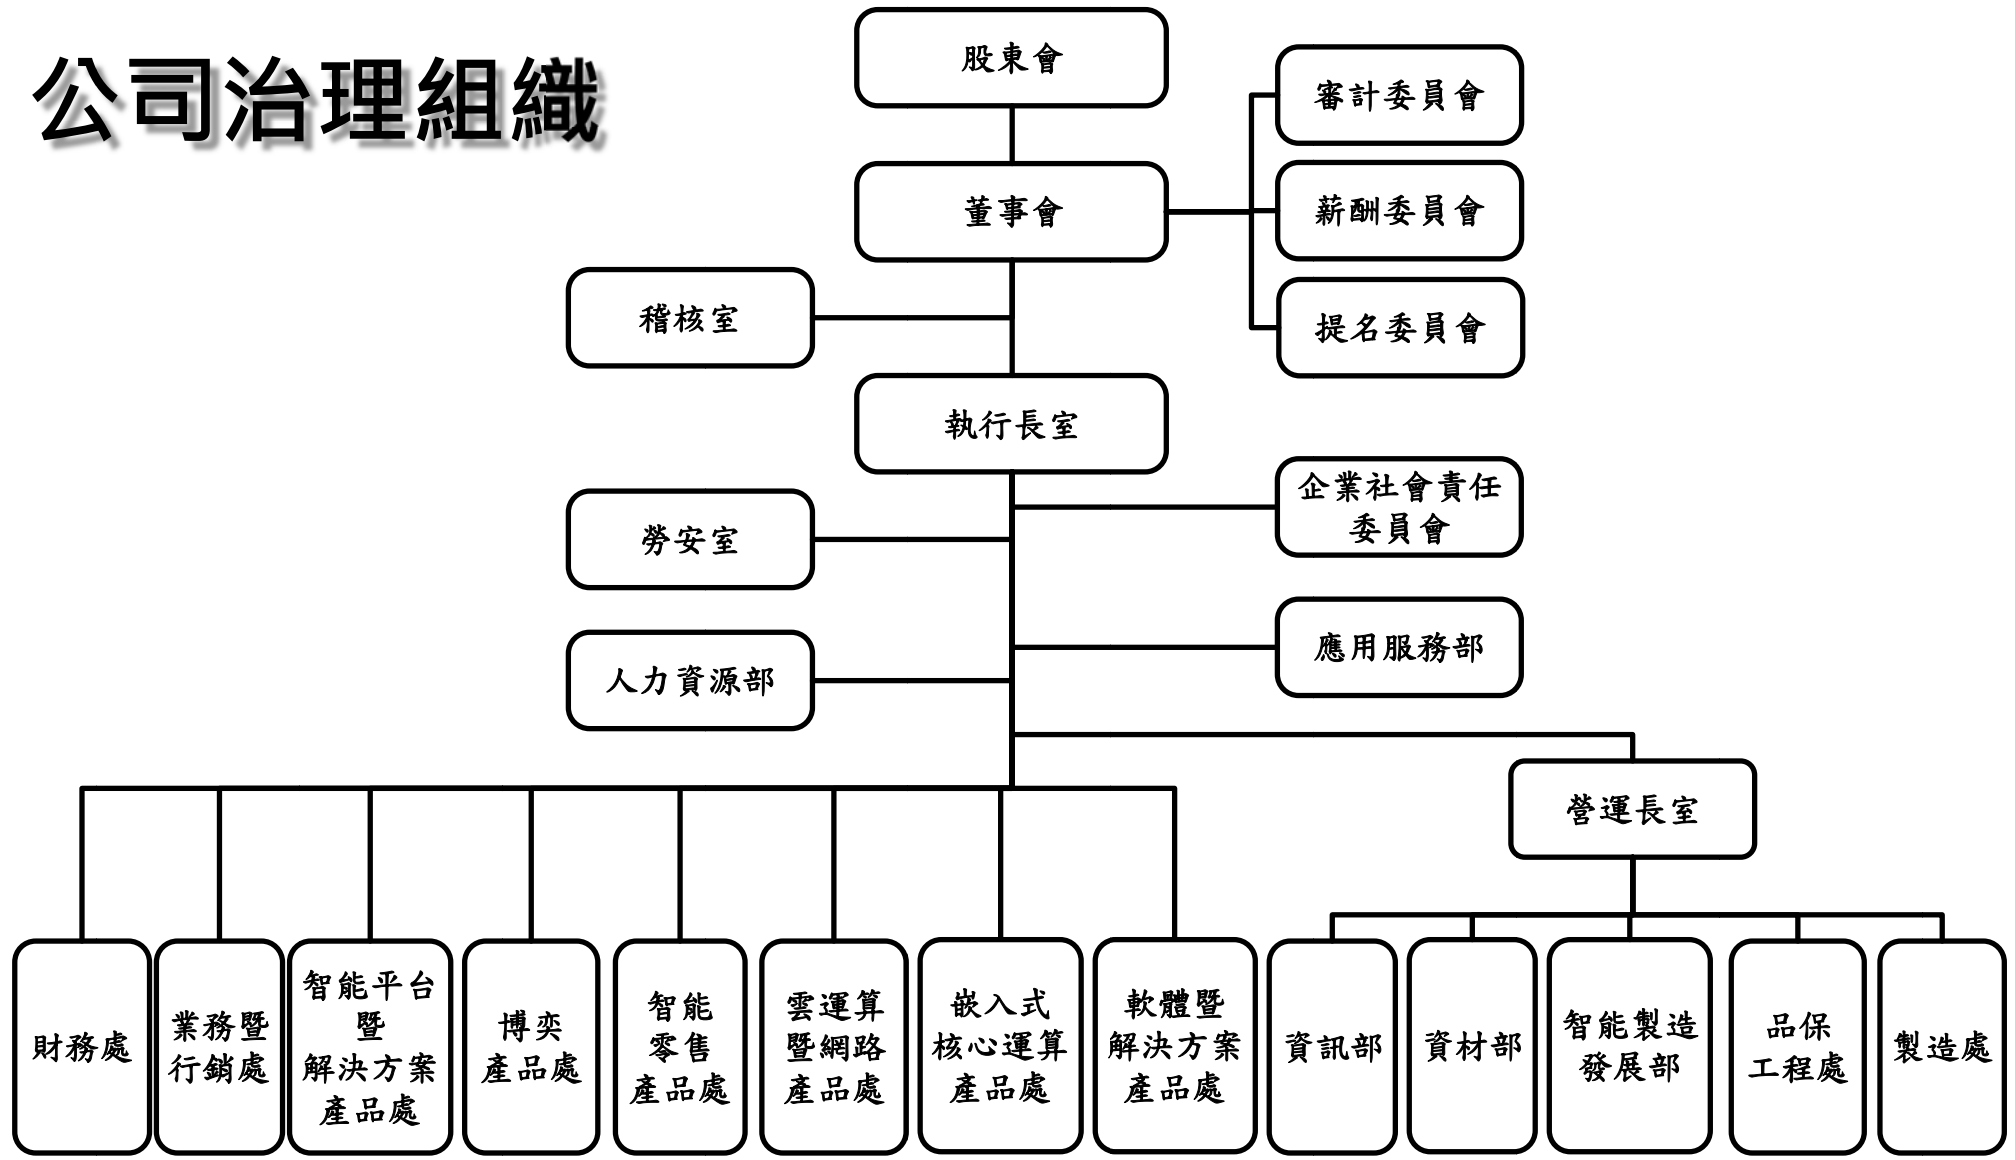 公司治理組織
股東會
董事會
審計委員會
薪酬委員會
提名委員會
稽核室
執行長室
企業社會責任
委員會
勞安室
應用服務部
人力資源部
營運長室
財務處
業務暨
行銷處
智能平台
暨
解決方案
產品處
博奕
產品處
智能
零售
產品處
雲運算
暨網路
產品處
嵌入式
核心運算
產品處
軟體暨
解決方案
產品處
資訊部
資材部
智能製造
發展部
品保
工程處
製造處